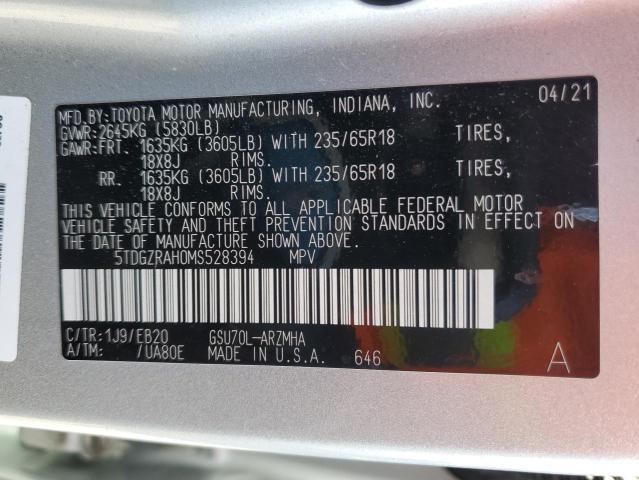 MFD.BY:TOYOTA MOTOR MANUFACTURING, INDIANA, INC. 04/21
GVWR:2645KG (5830LB)
GAWR:FRT. 1635KG (3605LB) WITH 235/65R18 TIRES,
18X8J RIMS.
RR. 1635KG (3605LB) WITH 235/65R18 TIRES,
18X8J RIMS.
THIS VEHICLE CONFORMS TO ALL APPLICABLE FEDERAL MOTOR
VEHICLE SAFETY AND THEFT PREVENTION STANDARDS IN EFFECT ON
THE DATE OF MANUFACTURE SHOWN ABOVE.
5TDGZRAH0MS528394 MPV
C/TR:1J9/EB20 GSU70L-ARZMHA
A/TM: /UA80E MADE IN U.S.A. 646 A